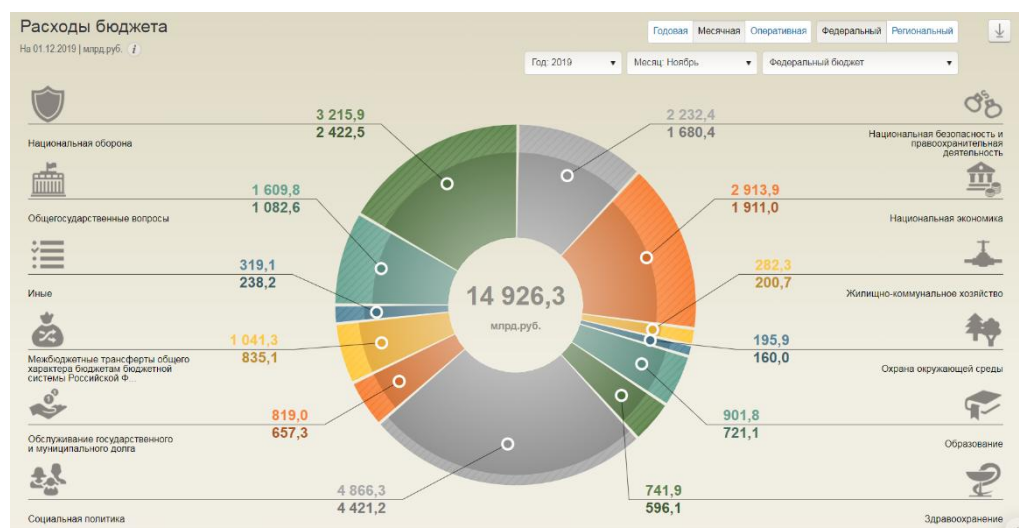 Расходы бюджета
На 01.12.2019 | млрд.руб. i
Годовая Месячная Оперативная Федеральный Региональный
Год: 2019 Месяц: Ноябрь Федеральный бюджет
3 215,9
2 422,5
Национальная оборона
2 232,4
1 680,4
Национальная безопасность и
правоохранительная
деятельность
1 609,8
1 082,6
Общегосударственные вопросы
2 913,9
1 911,0
Национальная экономика
319,1
238,2
Иные
282,3
200,7
Жилищно-коммунальное хозяйство
14 926,3
млрд.руб.
1 041,3
835,1
Межбюджетные трансферты общего
характера бюджетам бюджетной
системы Российской Ф...
195,9
160,0
Охрана окружающей среды
819,0
657,3
Обслуживание государственного
и муниципального долга
901,8
721,1
Образование
4 866,3
4 421,2
Социальная политика
741,9
596,1
Здравоохранение